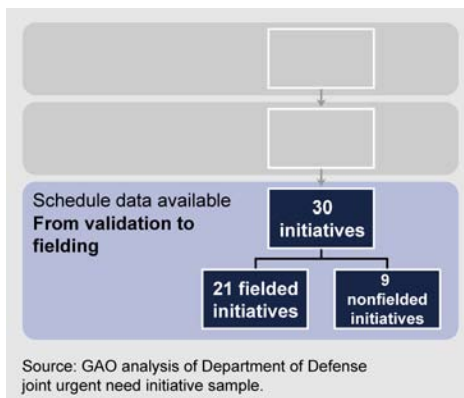 Schedule data available
From validation to
fielding
30
initiatives
21 fielded
initiatives
9
nonfielded
initiatives
Source: GAO analysis of Department of Defense
joint urgent need initiative sample.